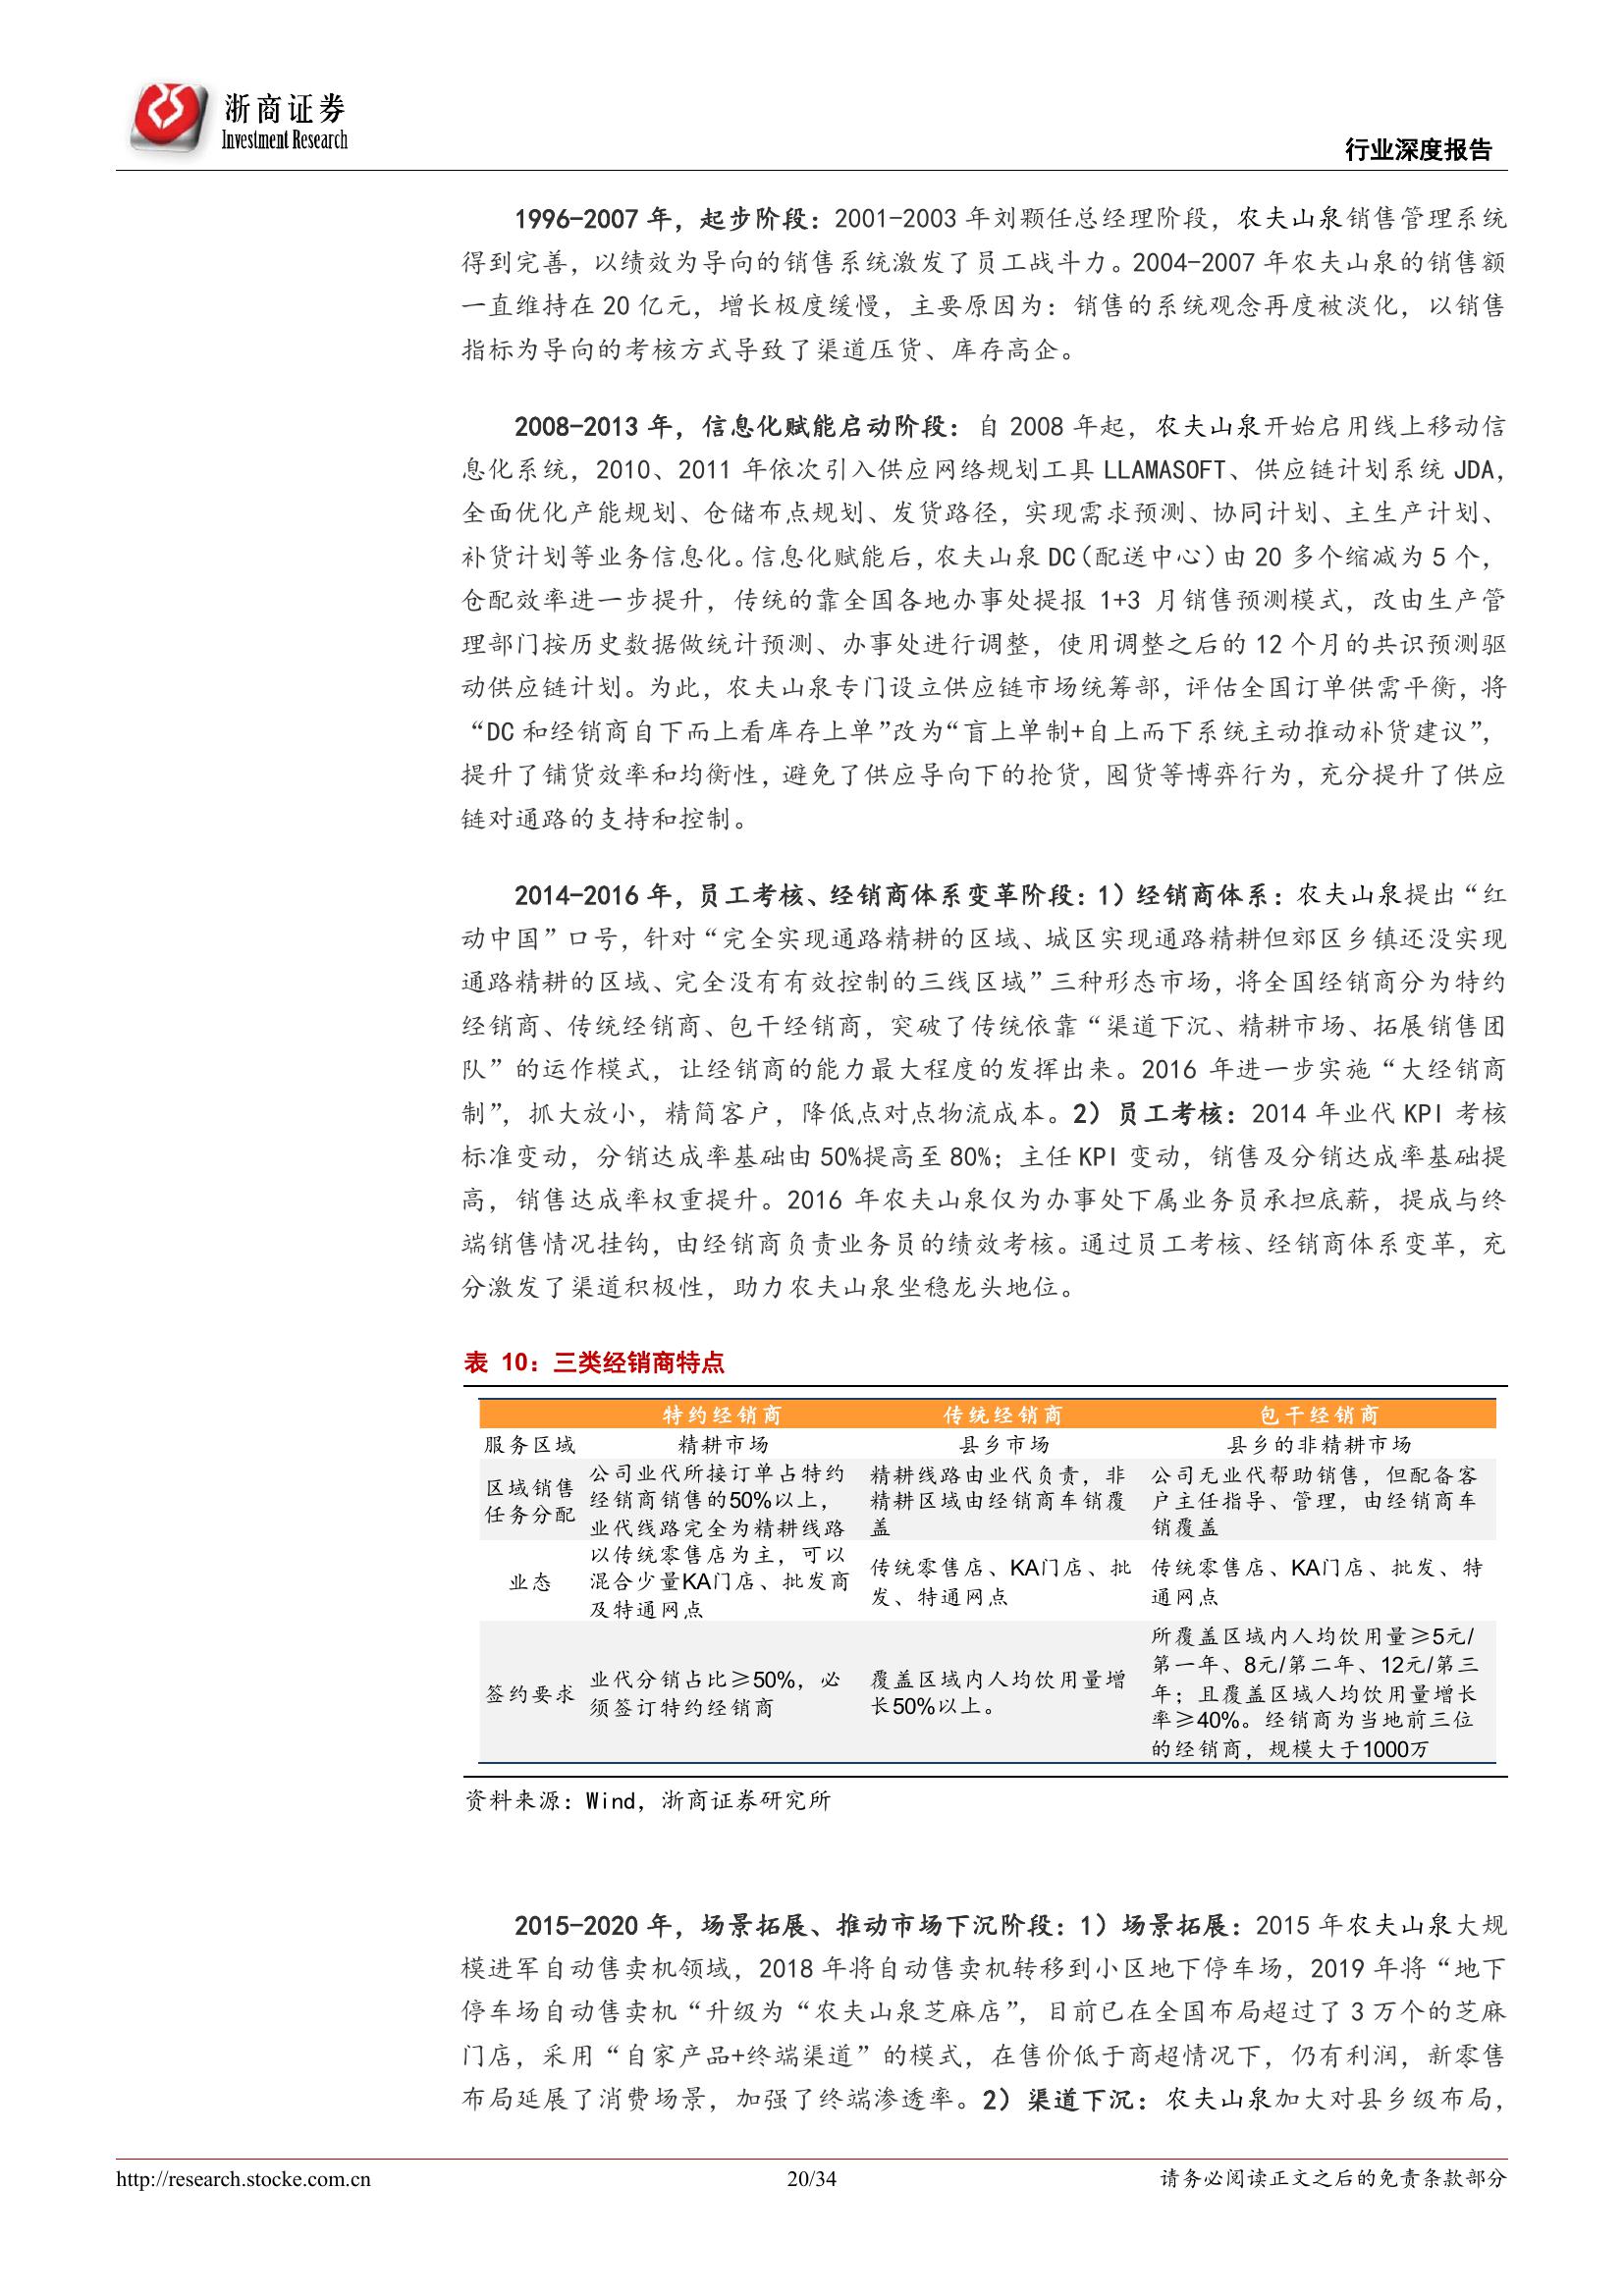 浙商证券
Investment Research
行业深度报告
1996-2007 年，起步阶段：2001-2003 年刘颗任总经理阶段，农夫山泉销售管理系统
得到完善，以绩效为导向的销售系统激发了员工战斗力。2004-2007 年农夫山泉的销售额
一直维持在 20 亿元，增长极度缓慢，主要原因为：销售的系统观念再度被淡化，以销售
指标为导向的考核方式导致了渠道压货、库存高企。
2008-2013 年，信息化赋能启动阶段：自 2008 年起，农夫山泉开始启用线上移动信
息化系统，2010、2011 年依次引入供应网络规划工具 LLAMASOFT、供应链计划系统 JDA，
全面优化产能规划、仓储布点规划、发货路径，实现需求预测、协同计划、主生产计划、
补货计划等业务信息化。信息化赋能后，农夫山泉 DC（配送中心）由 20 多个缩减为 5 个，
仓配效率进一步提升，传统的靠全国各地办事处提报 1+3 月销售预测模式，改由生产管
理部门按历史数据做统计预测、办事处进行调整，使用调整之后的 12 个月的共识预测驱
动供应链计划。为此，农夫山泉专门设立供应链市场统筹部，评估全国订单供需平衡，将
“DC 和经销商自下而上看库存上单”改为“盲上单制+自上而下系统主动推动补货建议”，
提升了铺货效率和均衡性，避免了供应导向下的抢货，囤货等博弈行为，充分提升了供应
链对通路的支持和控制。
2014-2016 年，员工考核、经销商体系变革阶段：1）经销商体系：农夫山泉提出“红
动中国”口号，针对“完全实现通路精耕的区域、城区实现通路精耕但郊区乡镇还没实现
通路精耕的区域、完全没有有效控制的三线区域”三种形态市场，将全国经销商分为特约
经销商、传统经销商、包干经销商，突破了传统依靠“渠道下沉、精耕市场、拓展销售团
队”的运作模式，让经销商的能力最大程度的发挥出来。2016 年进一步实施“大经销商
制”，抓大放小，精简客户，降低点对点物流成本。2）员工考核：2014 年业代 KPI 考核
标准变动，分销达成率基础由 50%提高至 80%；主任 KPI 变动，销售及分销达成率基础提
高，销售达成率权重提升。2016 年农夫山泉仅为办事处下属业务员承担底薪，提成与终
端销售情况挂钩，由经销商负责业务员的绩效考核。通过员工考核、经销商体系变革，充
分激发了渠道积极性，助力农夫山泉坐稳龙头地位。
表 10：三类经销商特点
特约经销商 传统经销商 包干经销商
服务区域 精耕市场 县乡市场 县乡的非精耕市场
区域销售
任务分配
公司业代所接订单占特约
经销商销售的50%以上，
业代线路完全为精耕线路
精耕线路由业代负责，非
精耕区域由经销商车销覆
盖
公司无业代帮助销售，但配备客
户主任指导、管理，由经销商车
销覆盖
业态
以传统零售店为主，可以
混合少量KA门店、批发商
及特通网点
传统零售店、KA门店、批
发、特通网点
传统零售店、KA门店、批发、特
通网点
签约要求
业代分销占比≥50%，必
须签订特约经销商
覆盖区域内人均饮用量增
长50%以上。
所覆盖区域内人均饮用量≥5元/
第一年、8元/第二年、12元/第三
年；且覆盖区域人均饮用量增长
率≥40%。经销商为当地前三位
的经销商，规模大于1000万
资料来源：Wind，浙商证券研究所
2015-2020 年，场景拓展、推动市场下沉阶段：1）场景拓展：2015 年农夫山泉大规
模进军自动售卖机领域，2018 年将自动售卖机转移到小区地下停车场，2019 年将“地下
停车场自动售卖机“升级为“农夫山泉芝麻店”，目前已在全国布局超过了 3 万个的芝麻
门店，采用“自家产品+终端渠道”的模式，在售价低于商超情况下，仍有利润，新零售
布局延展了消费场景，加强了终端渗透率。2）渠道下沉：农夫山泉加大对县乡级布局，
http://research.stocke.com.cn
20/34
请务必阅读正文之后的免责条款部分